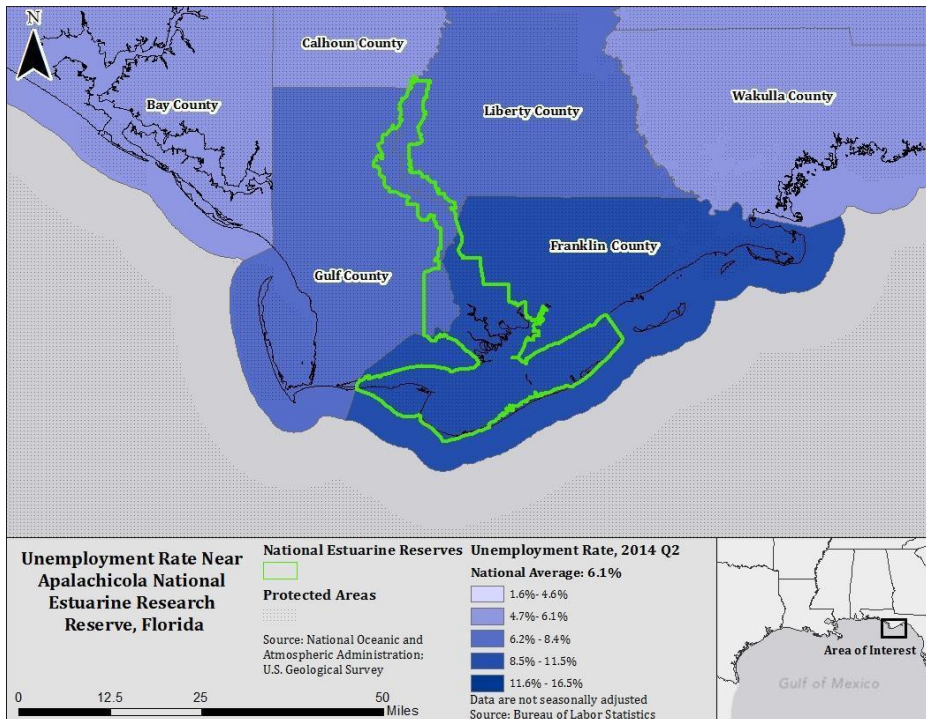 N
Calhoun County
Bay County
Liberty County
Wakulla County
Franklin County
Gulf County
Unemployment Rate Near
Apalachicola National
Estuarine Research
Reserve, Florida
0 12.5 25 50
Miles
National Estuarine Reserves
Protected Areas
Source: National Oceanic and
Atmospheric Administration;
U.S. Geological Survey
Unemployment Rate, 2014 Q2
National Average: 6.1%
1.6%- 4.6%
4.7%- 6.1%
6.2% - 8.4%
8.5% - 11.5%
11.6% - 16.5%
Data are not seasonally adjusted
Source: Bureau of Labor Statistics
Area of Interest
Gulf of Mexico